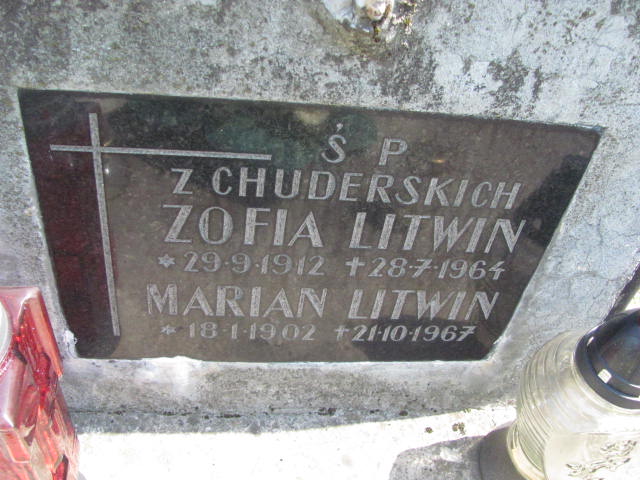 Ś P
Z CHUDERSKICH
ZOFIA LITWIN
*29·9·1912 +28·7·1964
MARIAN LITWIN
*18·1·1902 +21·10·1967